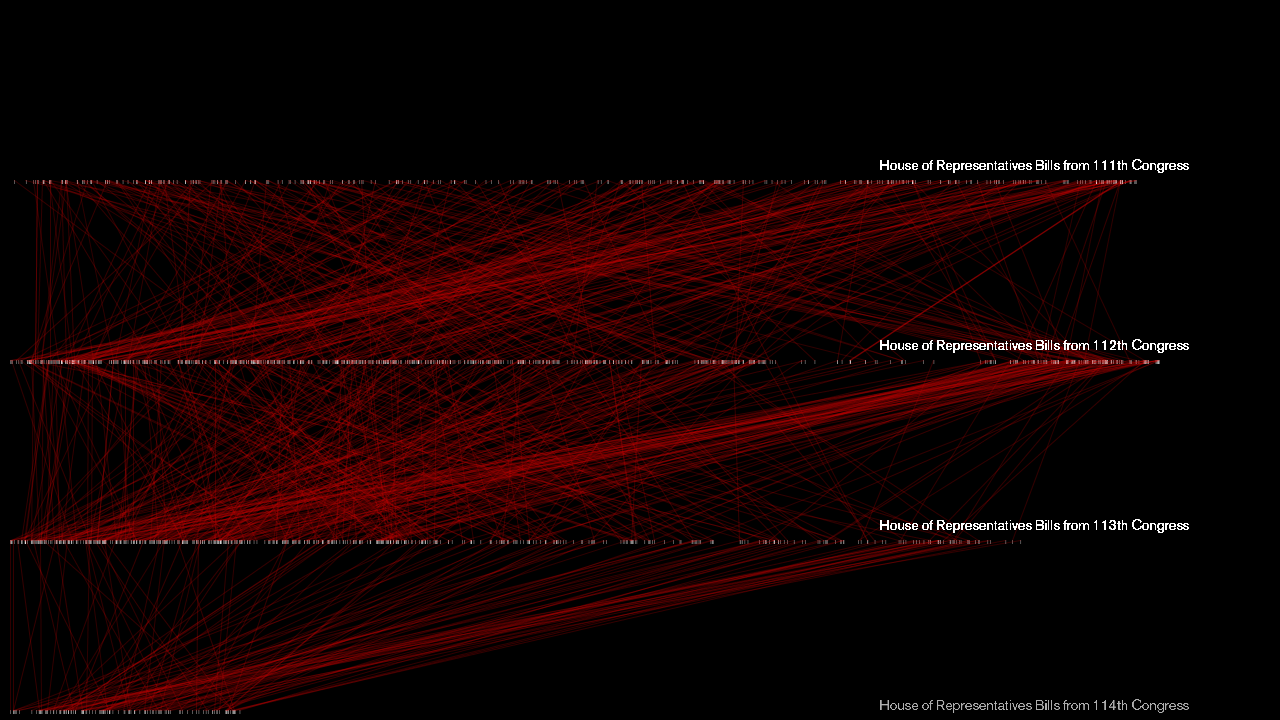 House of Representatives Bills from 111th Congress
House of Representatives Bills from 112th Congress
House of Representatives Bills from 113th Congress
House of Representatives Bills from 114th Congress